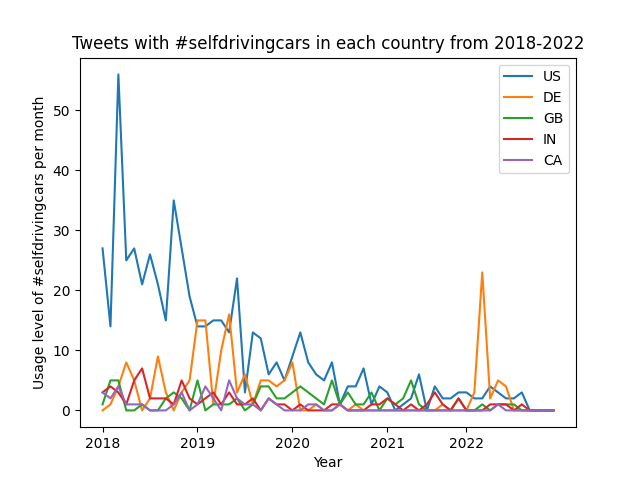 Tweets with #selfdrivingcars in each country from 2018-2022
Usage level of #selfdrivingcars per month
50
40
30
20
10
0
US
DE
GB
IN
CA
2018 2019 2020 2021 2022
Year